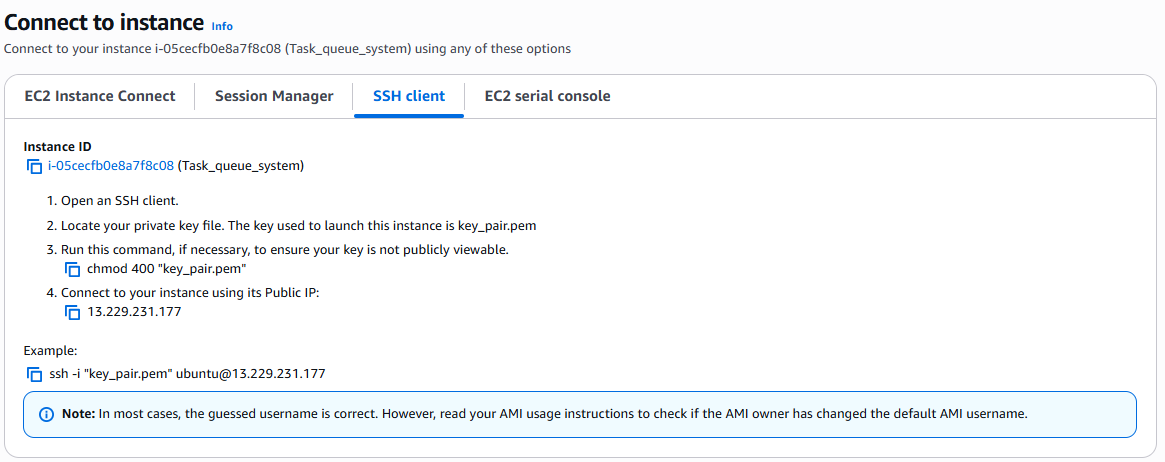 Connect to instance Info
Connect to your instance i-05cecfb0e8a7f8c08 (Task_queue_system) using any of these options
EC2 Instance Connect Session Manager SSH client EC2 serial console
Instance ID
i-05cecfb0e8a7f8c08 (Task_queue_system)
1. Open an SSH client.
2. Locate your private key file. The key used to launch this instance is key_pair.pem
3. Run this command, if necessary, to ensure your key is not publicly viewable.
chmod 400 "key_pair.pem"
4. Connect to your instance using its Public IP:
13.229.231.177
Example:
ssh -i "key_pair.pem" ubuntu@13.229.231.177
Note: In most cases, the guessed username is correct. However, read your AMI usage instructions to check if the AMI owner has changed the default AMI username.